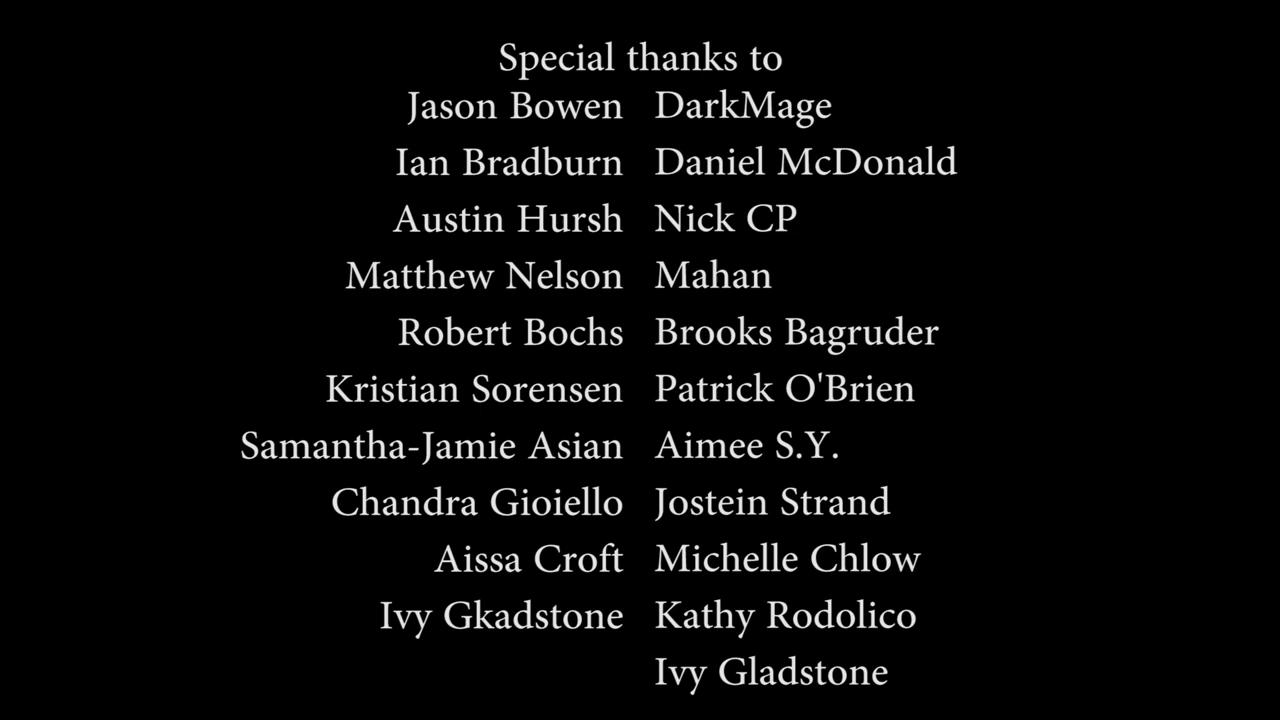 Special thanks to
Jason Bowen DarkMage
Ian Bradburn Daniel McDonald
Austin Hursh Nick CP
Matthew Nelson Mahan
Robert Bochs Brooks Bagruder
Kristian Sorensen Patrick O'Brien
Samantha-Jamie Asian Aimee S.Y.
Chandra Gioiello Jostein Strand
Aissa Croft Michelle Chlow
Ivy Gkadstone Kathy Rodolico
Ivy Gladstone